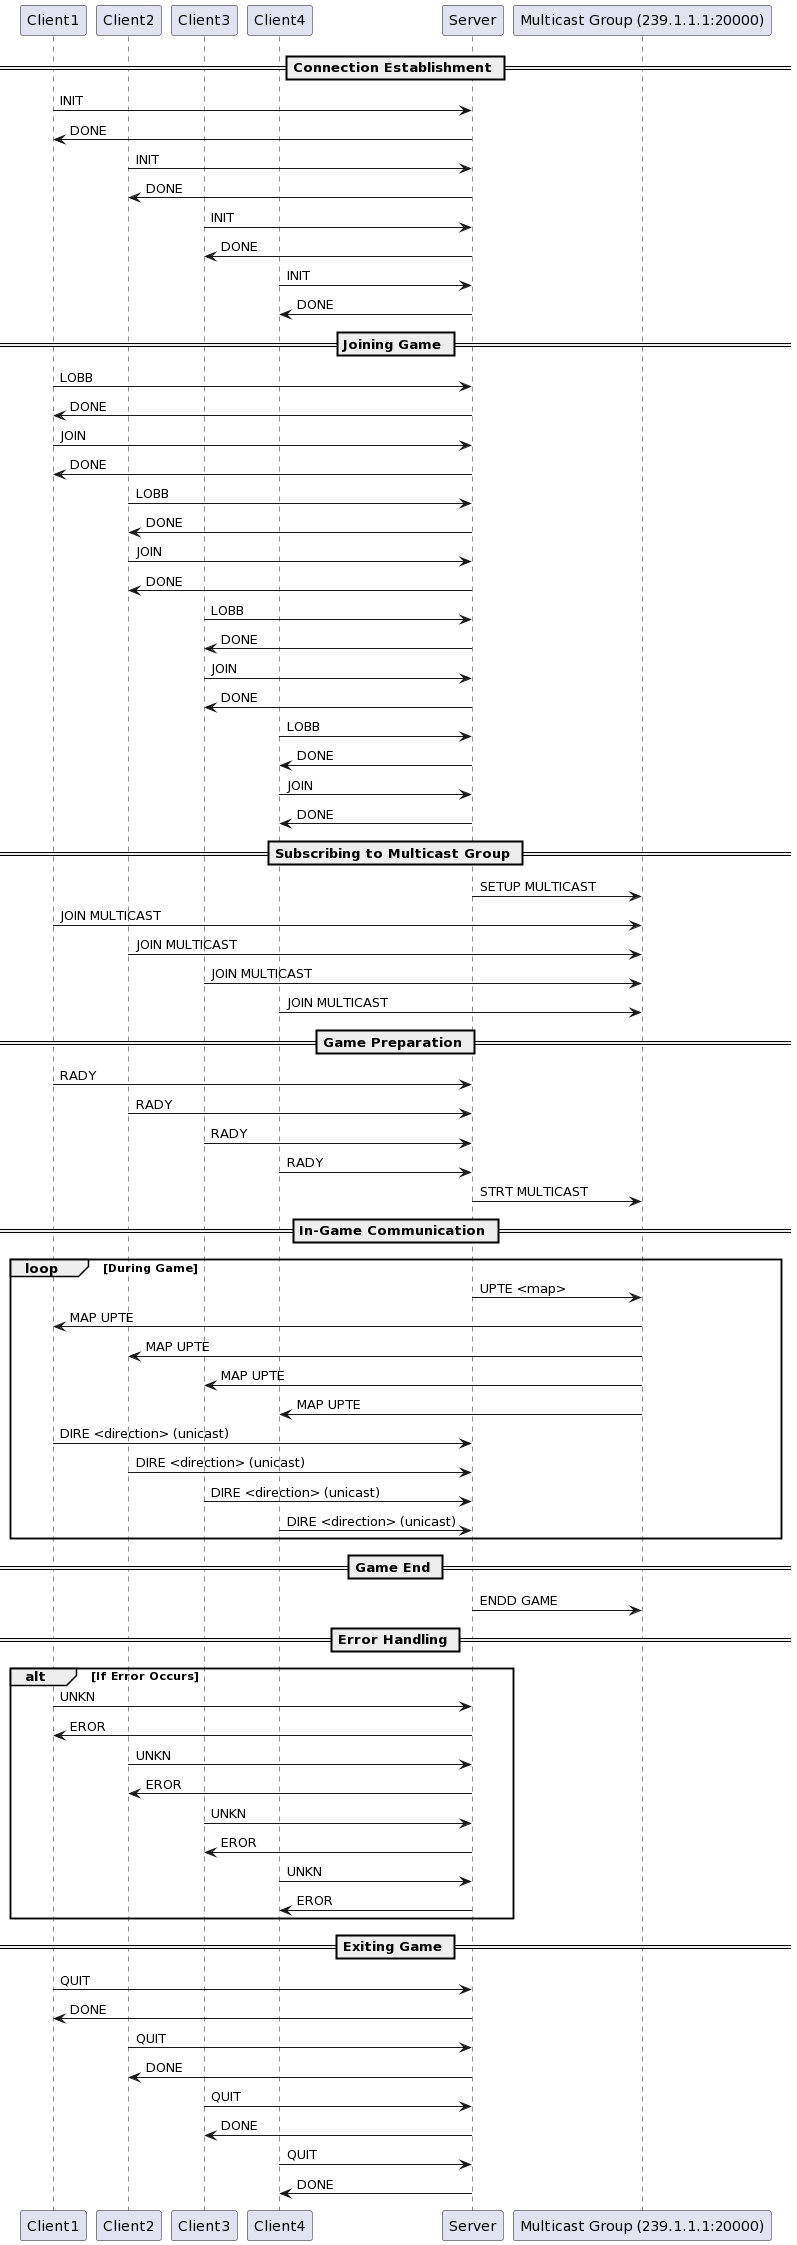 Client1 Client2 Client3 Client4 Server Multicast Group (239.1.1.1:20000)
Connection Establishment
INIT
DONE
INIT
DONE
INIT
DONE
INIT
DONE
Joining Game
LOBB
DONE
JOIN
DONE
LOBB
DONE
JOIN
DONE
LOBB
DONE
JOIN
DONE
LOBB
DONE
JOIN
DONE
Subscribing to Multicast Group
SETUP MULTICAST
JOIN MULTICAST
JOIN MULTICAST
JOIN MULTICAST
JOIN MULTICAST
Game Preparation
RADY
RADY
RADY
RADY
STRT MULTICAST
In-Game Communication
loop [During Game]
UPTE <map>
MAP UPTE
MAP UPTE
MAP UPTE
MAP UPTE
DIRE <direction> (unicast)
DIRE <direction> (unicast)
DIRE <direction> (unicast)
DIRE <direction> (unicast)
Game End
ENDD GAME
Error Handling
alt [If Error Occurs]
UNKN
EROR
UNKN
EROR
UNKN
EROR
UNKN
EROR
Exiting Game
QUIT
DONE
QUIT
DONE
QUIT
DONE
QUIT
DONE
Client1 Client2 Client3 Client4 Server Multicast Group (239.1.1.1:20000)